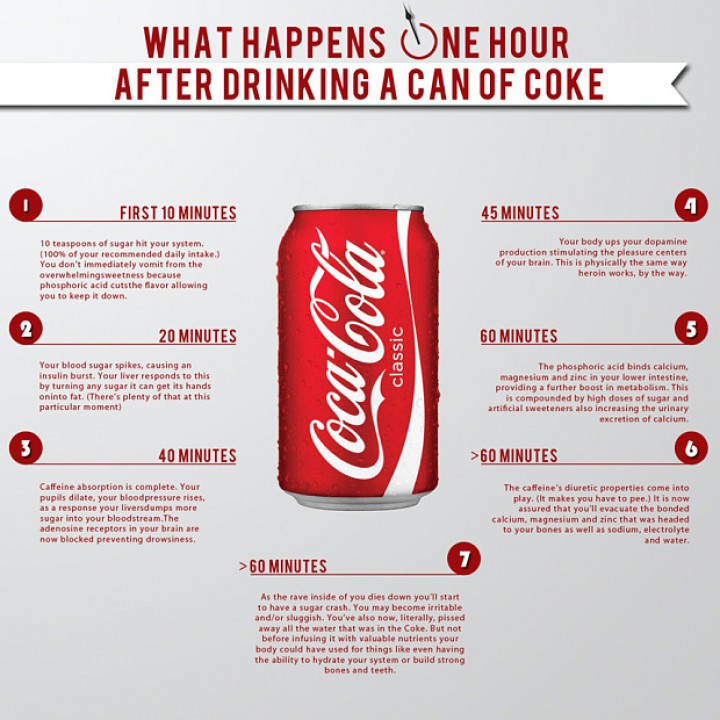 WHAT HAPPENS ONE HOUR
AFTER DRINKING A CAN OF COKE
1
FIRST 10 MINUTES
10 teaspoons of sugar hit your system.
(100% of your recommended daily intake.)
You don't immediately vomit from the
overwhelmingsweetness because
phosphoric acid cutsthe flavor allowing
you to keep it down.
2
20 MINUTES
Your blood sugar spikes, causing an
insulin burst. Your liver responds to this
by turning any sugar it can get its hands
oninto fat. (There's plenty of that at this
particular moment)
3
40 MINUTES
Caffeine absorption is complete. Your
pupils dilate, your bloodpressure rises,
as a response your liversdumps more
sugar into your bloodstream.The
adenosine receptors in your brain are
now blocked preventing drowsiness.
Coca-Cola
classic
45 MINUTES
4
Your body ups your dopamine
production stimulating the pleasure centers
of your brain. This is physically the same way
heroin works, by the way.
60 MINUTES
5
The phosphoric acid binds calcium,
magnesium and zinc in your lower intestine,
providing a further boost in metabolism. This
is compounded by high doses of sugar and
artificial sweeteners also increasing the urinary
excretion of calcium.
>60 MINUTES
6
The caffeine's diuretic properties come into
play. (It makes you have to pee.) It is now
assured that you'll evacuate the bonded
calcium, magnesium and zinc that was headed
to your bones as well as sodium, electrolyte
and water.
>60 MINUTES
7
As the rave inside of you dies down you'll start
to have a sugar crash. You may become irritable
and/or sluggish. You've also now, literally, pissed
away all the water that was in the Coke. But not
before infusing it with valuable nutrients your
body could have used for things like even having
the ability to hydrate your system or build strong
bones and teeth.